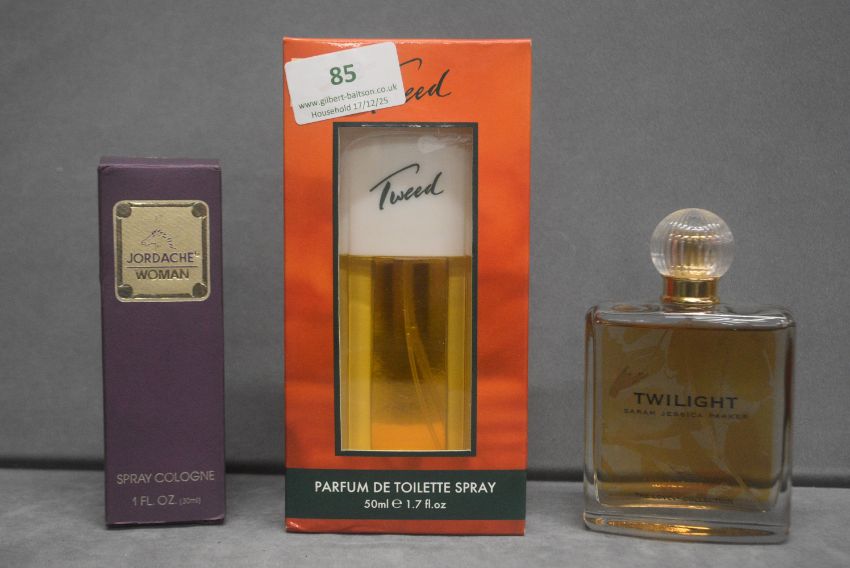 JORDACHE
WOMAN
SPRAY COLOGNE
1 FL. OZ. (30ml)
85
www.gilbert-baitson.co.uk
Household 17/12/25
Tweed
Tweed
PARFUM DE TOILETTE SPRAY
50ml e 1.7 fl.oz
TWILIGHT
SARAH JESSICA PARKER